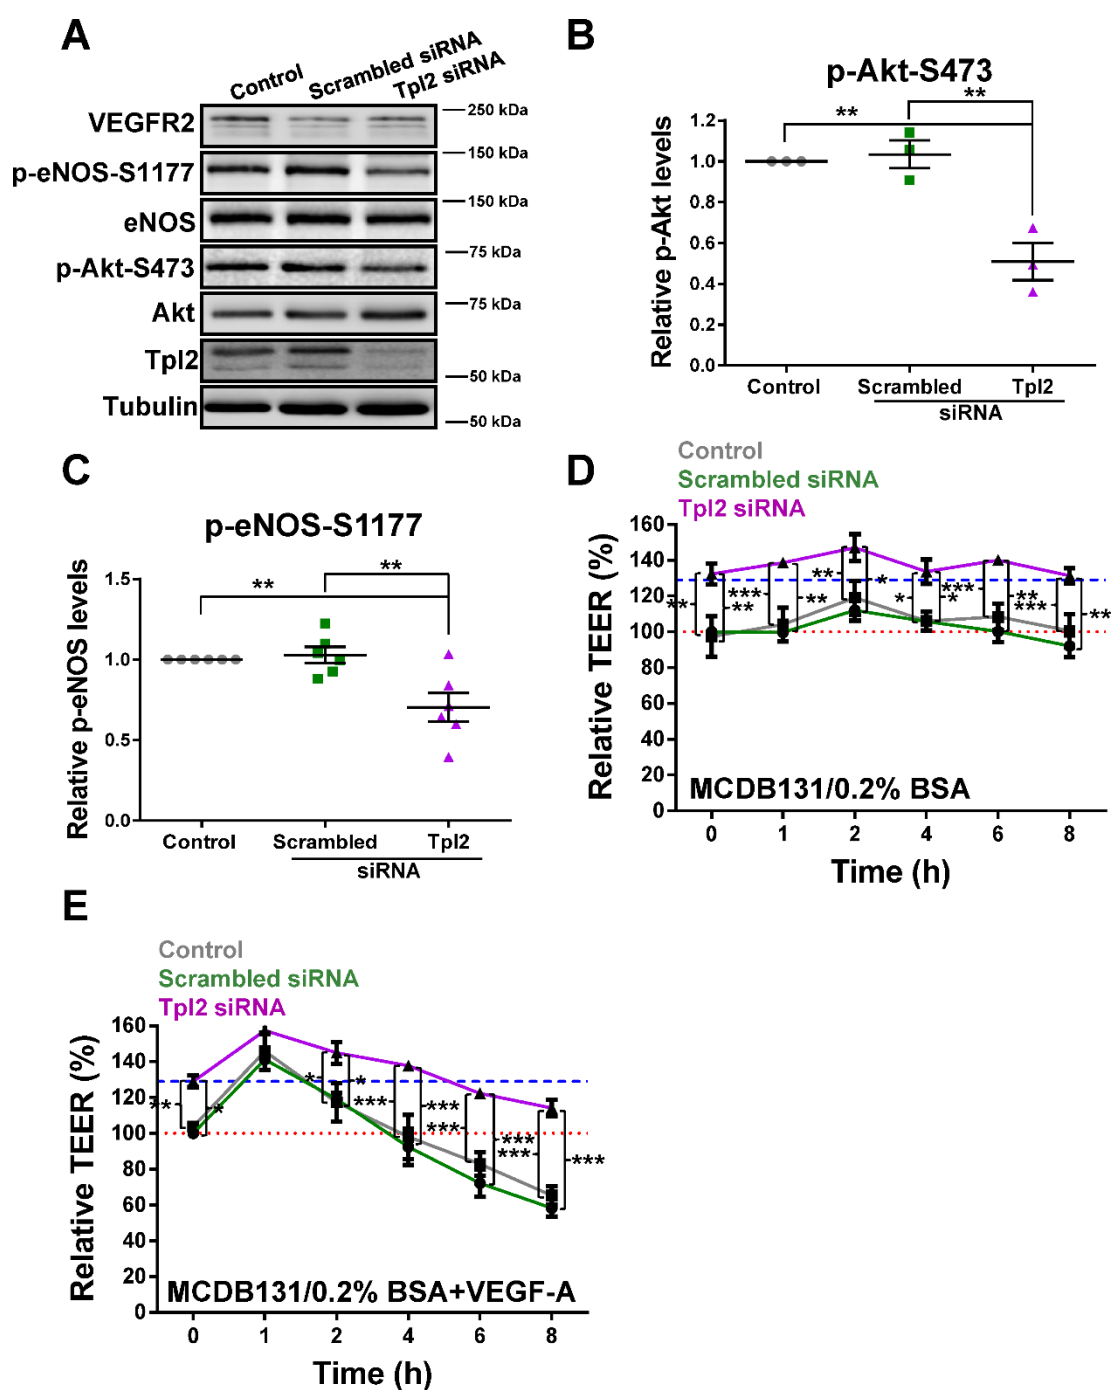 A
Control
Scrambled siRNA
Tpl2 siRNA
VEGFR2
250 kDa
p-eNOS-S1177
150 kDa
eNOS
150 kDa
p-Akt-S473
75 kDa
Akt
75 kDa
Tpl2
50 kDa
Tubulin
50 kDa
B
p-Akt-S473
**
**
Relative p-Akt levels
1.2
1.0
0.8
0.6
0.4
0.2
0.0
Control
Scrambled
Tpl2
siRNA
C
p-eNOS-S1177
**
**
Relative p-eNOS levels
1.5
1.0
0.5
0.0
Control
Scrambled
Tpl2
siRNA
D
Control
Scrambled siRNA
Tpl2 siRNA
Relative TEER (%)
160
140
120
100
80
60
40
20
0
** *** ** ** ** * * *** * ** *** **
MCDB131/0.2% BSA
0 1 2 4 6 8
Time (h)
E
Control
Scrambled siRNA
Tpl2 siRNA
Relative TEER (%)
160
140
120
100
80
60
40
20
0
** * * * *** *** *** *** *** ***
MCDB131/0.2% BSA+VEGF-A
0 1 2 4 6 8
Time (h)